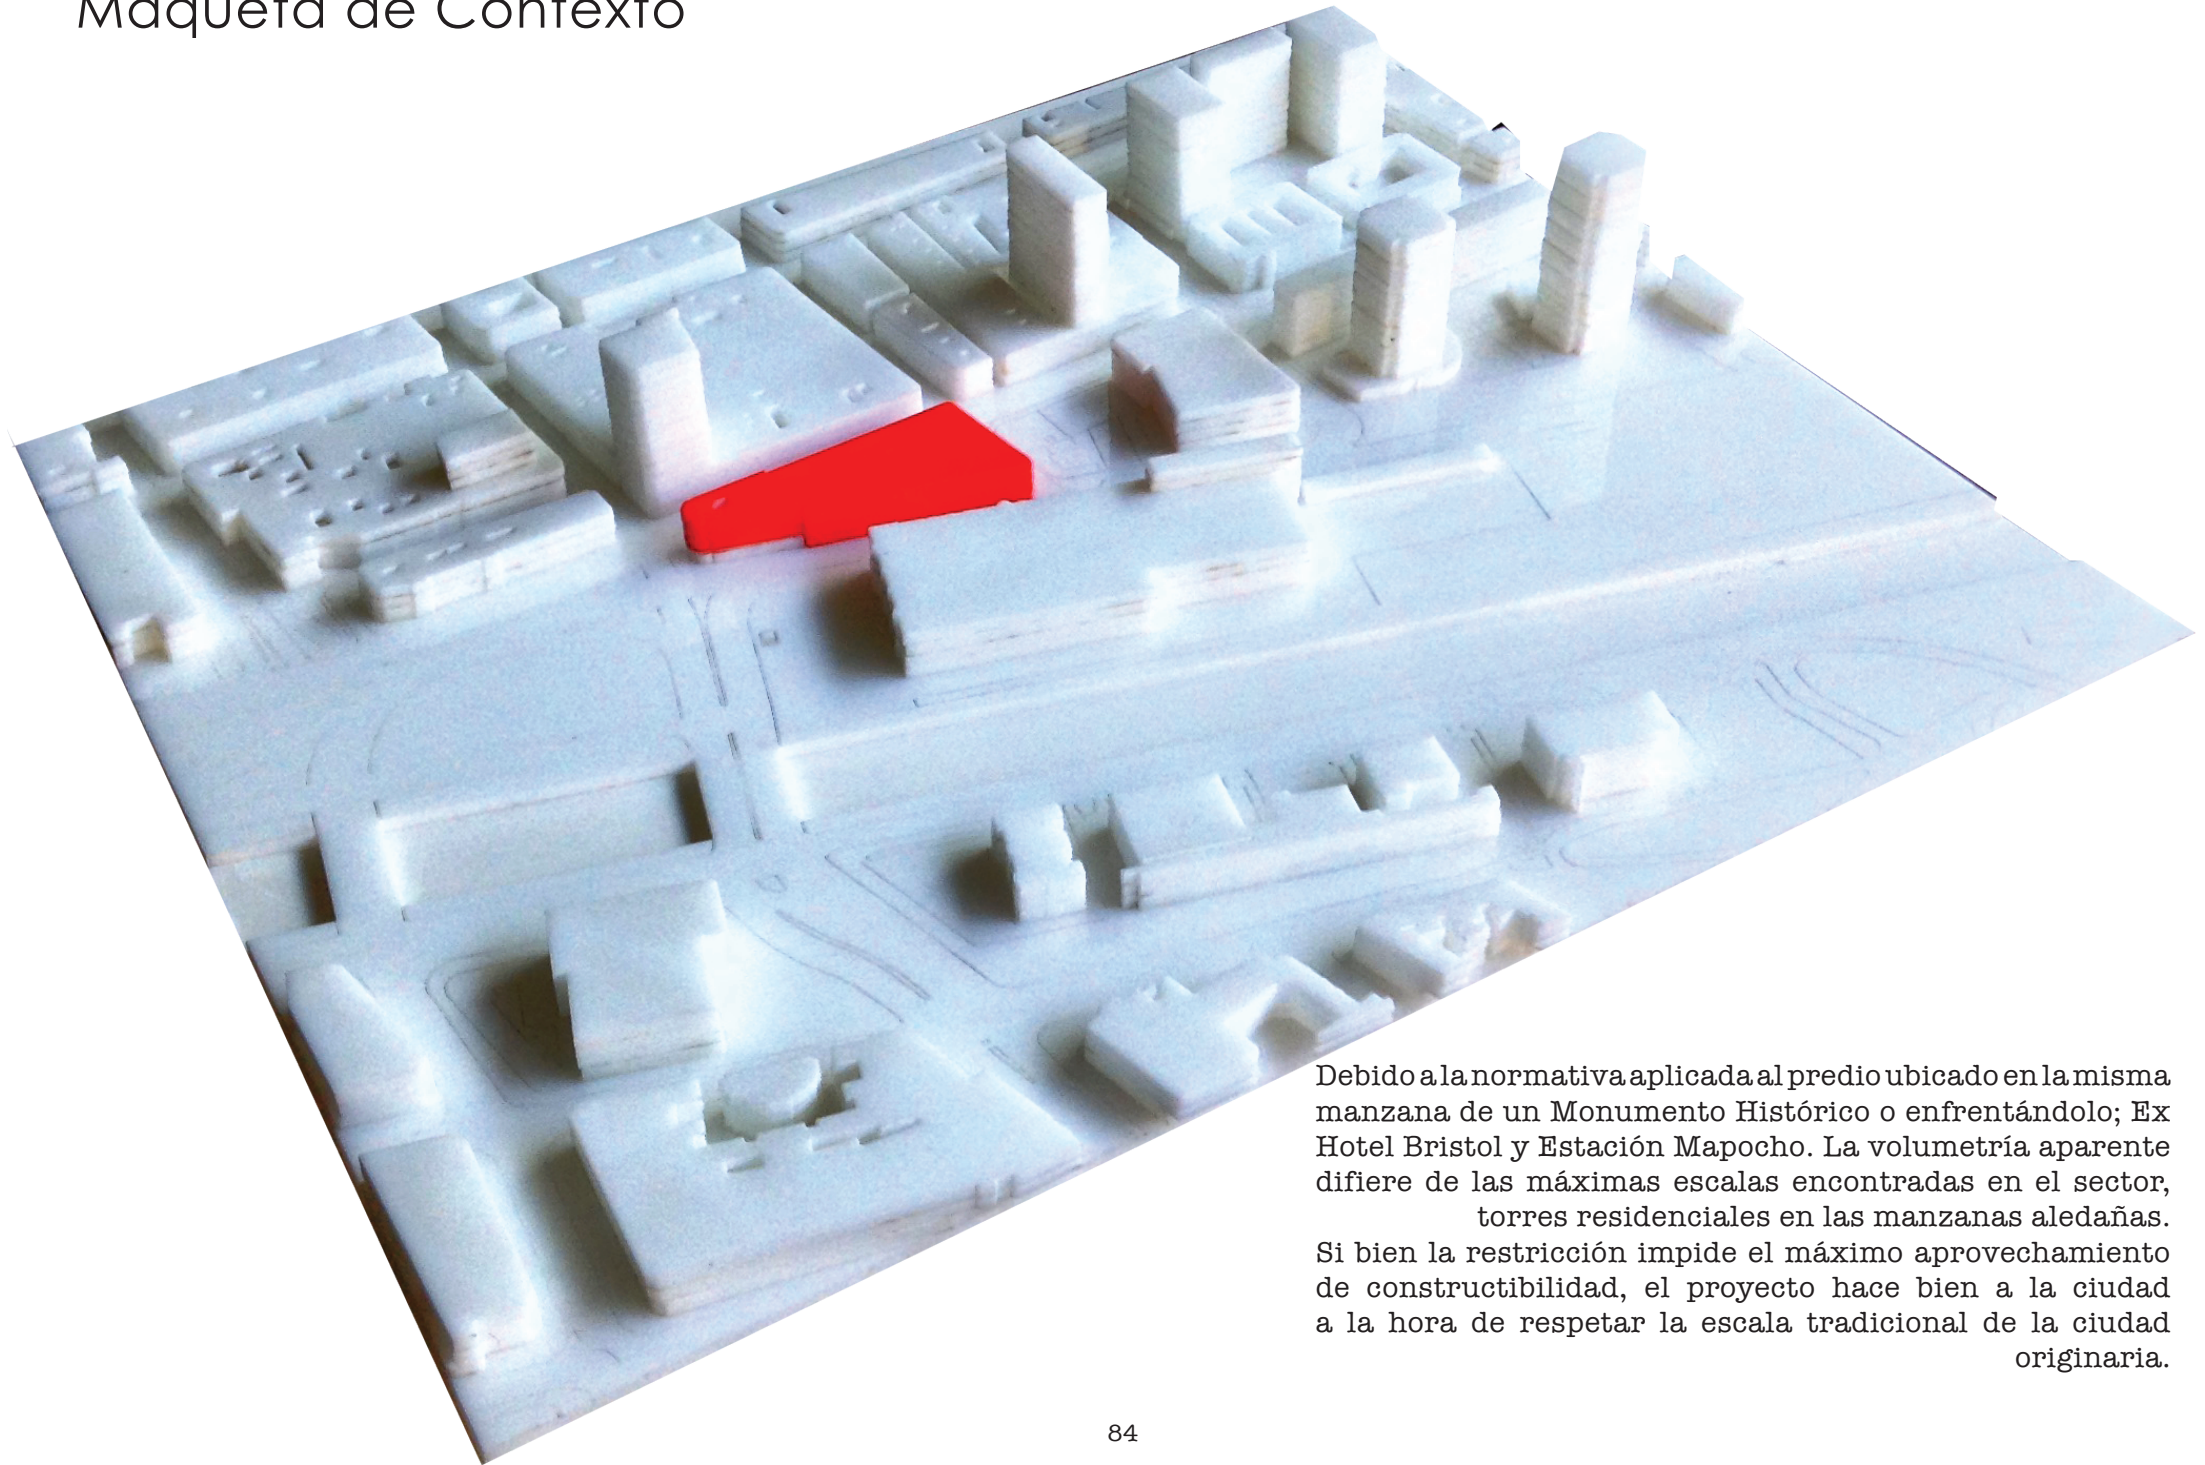 Maqueta de Contexto
Debido a la normativa aplicada al predio ubicado en la misma
manzana de un Monumento Histórico o enfrentándolo; Ex
Hotel Bristol y Estación Mapocho. La volumetría aparente
difiere de las máximas escalas encontradas en el sector,
torres residenciales en las manzanas aledañas.
Si bien la restricción impide el máximo aprovechamiento
de constructibilidad, el proyecto hace bien a la ciudad
a la hora de respetar la escala tradicional de la ciudad
originaria.
84